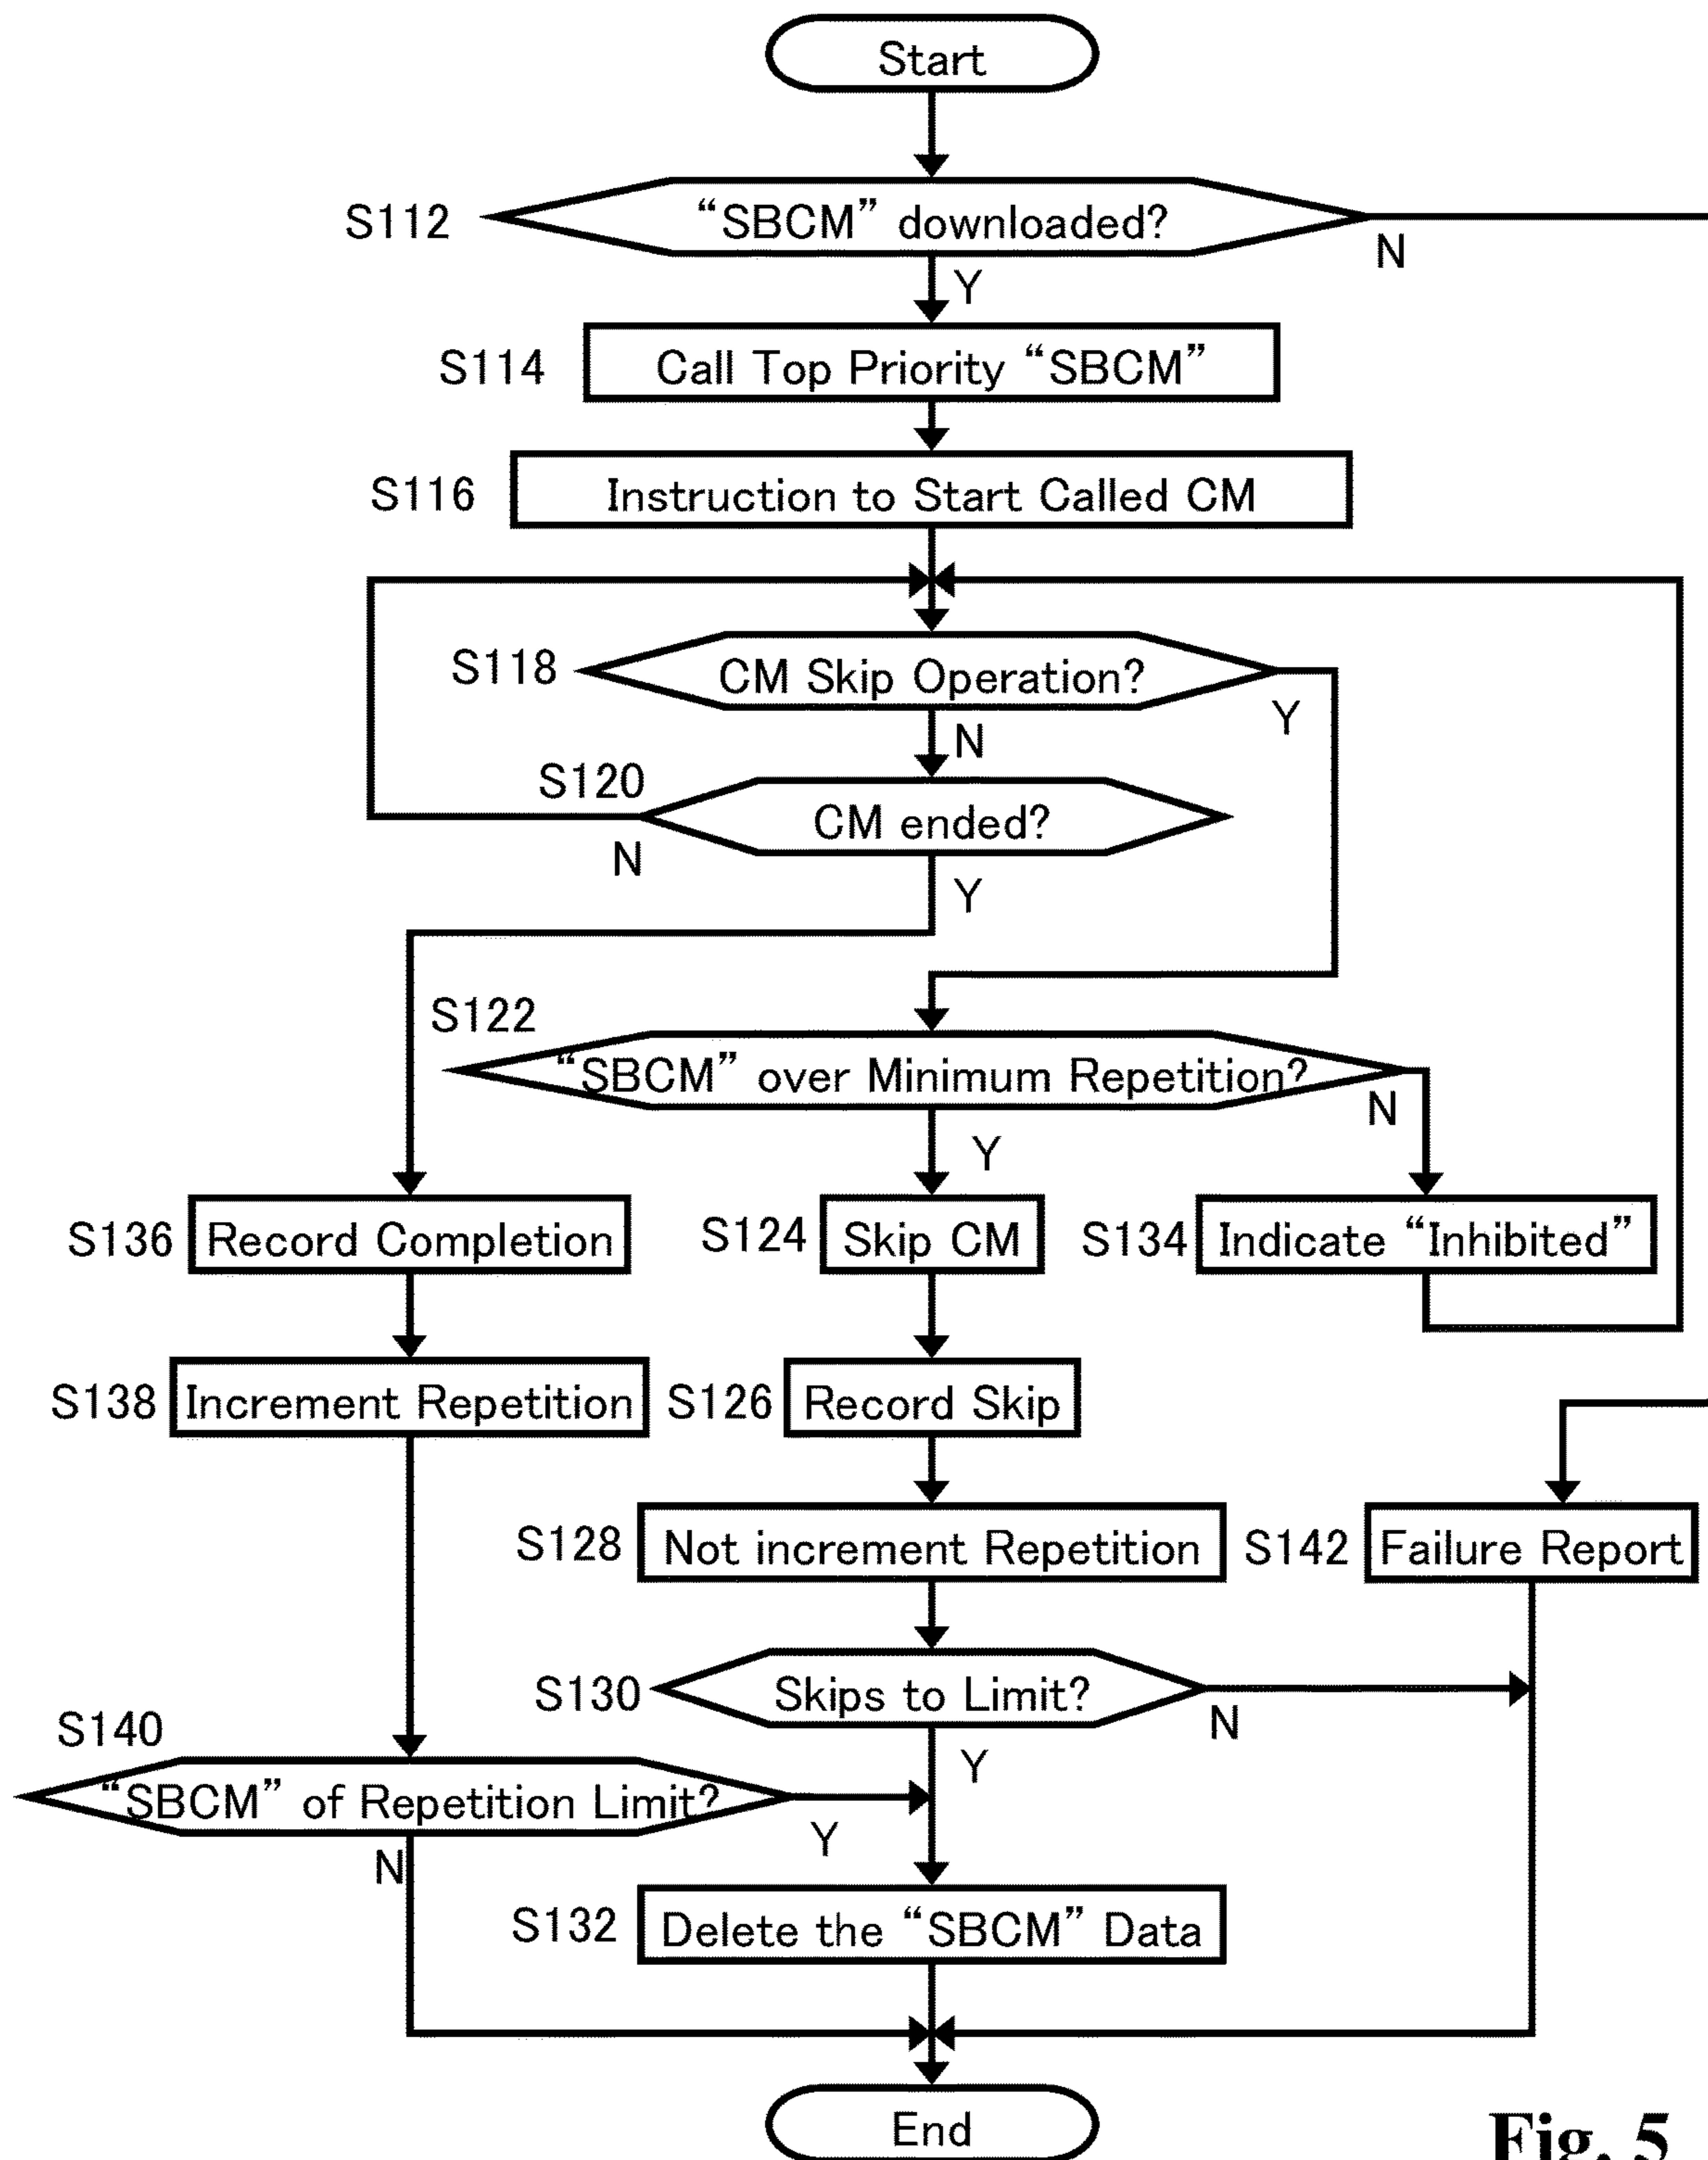 Start
S112
“SBCM” downloaded?
N
Y
S114
Call Top Priority “SBCM”
S116
Instruction to Start Called CM
S118
CM Skip Operation?
Y
N
S120
CM ended?
N
Y
S122
“SBCM” over Minimum Repetition?
N
Y
S136
Record Completion
S124
Skip CM
S134
Indicate “Inhibited”
S138
Increment Repetition
S126
Record Skip
S128
Not increment Repetition
S142
Failure Report
S130
Skips to Limit?
N
Y
S140
“SBCM” of Repetition Limit?
Y
N
S132
Delete the “SBCM” Data
End
Fig. 5